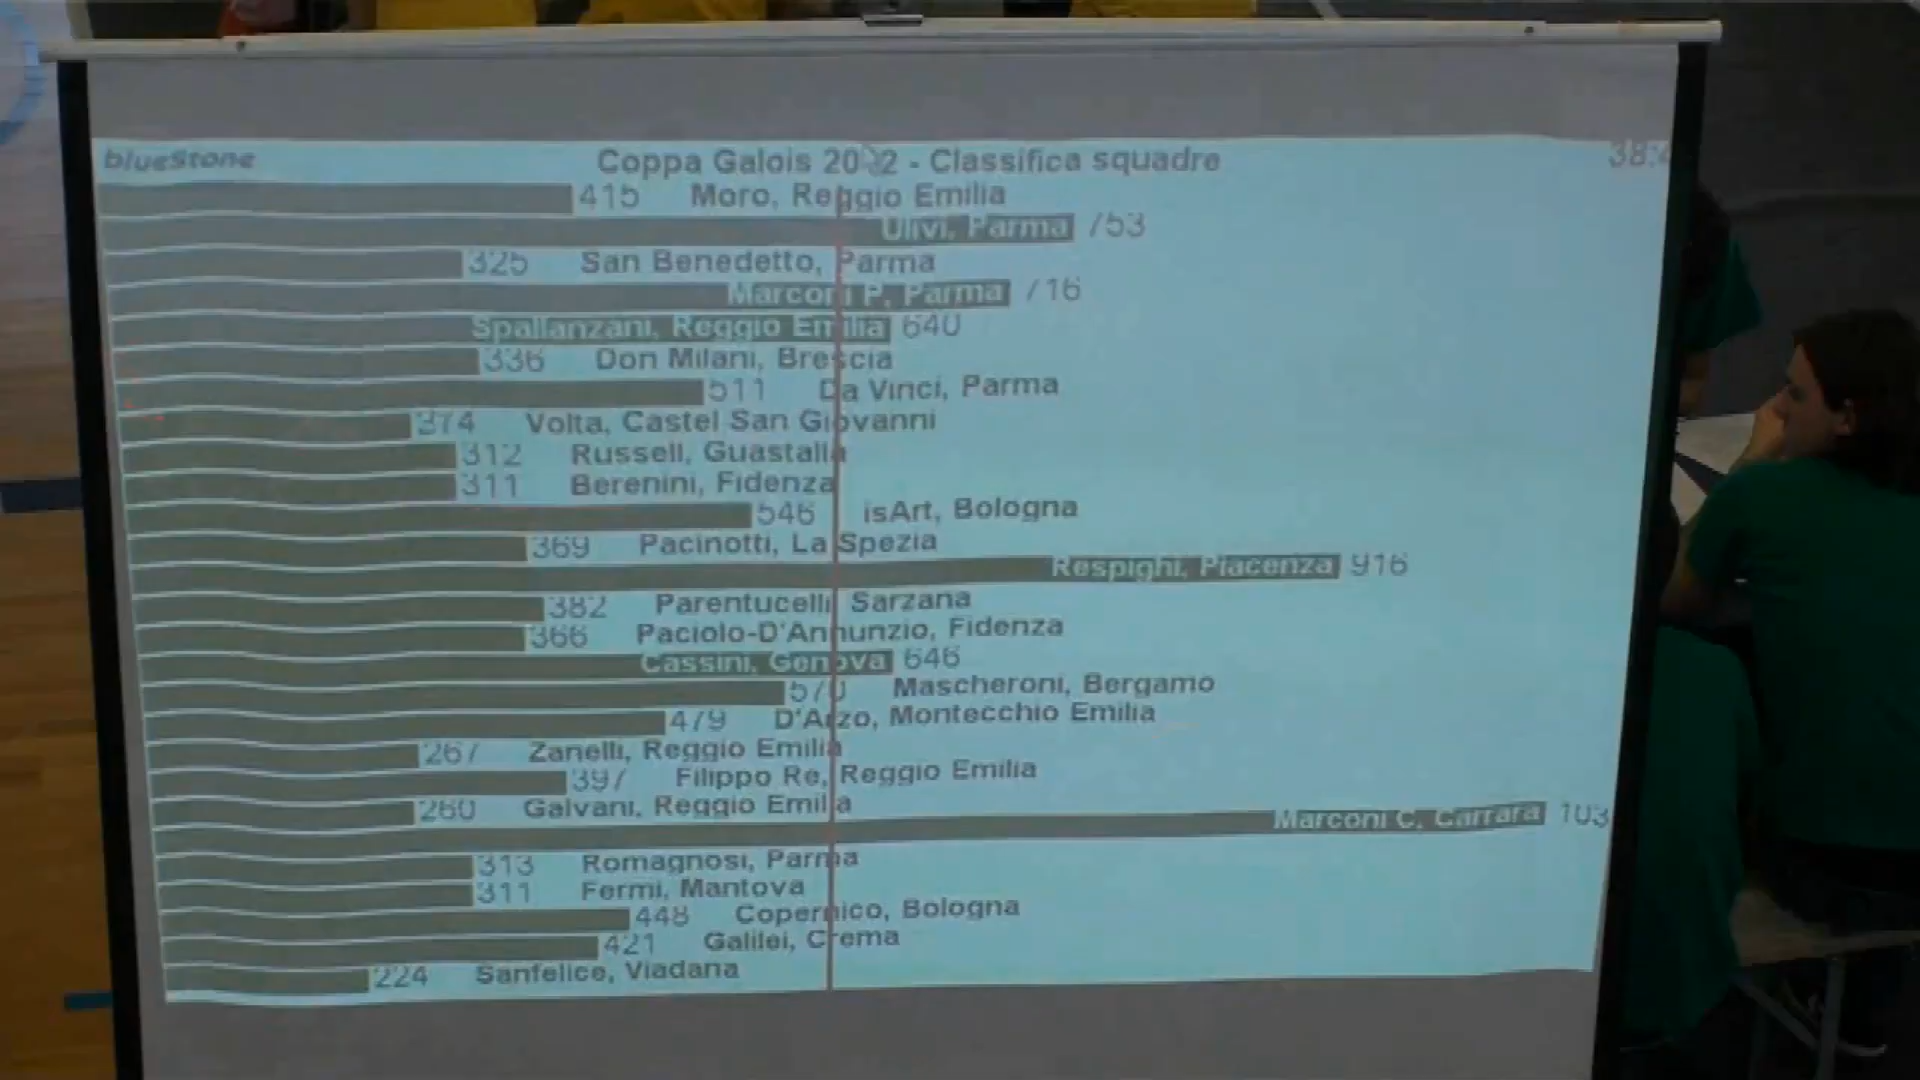 blueStone
Coppa Galois 2012 - Classifica squadre
415 Moro, Reggio Emilia
Ulivi, Parma 753
325 San Benedetto, Parma
Marconi P, Parma 716
Spallanzani, Reggio Emilia 640
336 Don Milani, Brescia
511 Da Vinci, Parma
Volta, Castel San Giovanni
312 Russell, Guastalla
311 Berenini, Fidenza
546 isArt, Bologna
369 Pacinotti, La Spezia
Respighi, Piacenza 916
382 Parentucelli, Sarzana
366 Paciolo-D'Annunzio, Fidenza
Cassini, Genova 646
570 Mascheroni, Bergamo
479 D'Arzo, Montecchio Emilia
267 Zanelli, Reggio Emilia
397 Filippo Re, Reggio Emilia
260 Galvani, Reggio Emilia
Marconi C, Carrara 103
313 Romagnosi, Parma
311 Fermi, Mantova
448 Copernico, Bologna
421 Galilei, Crema
224 Sanfelice, Viadana